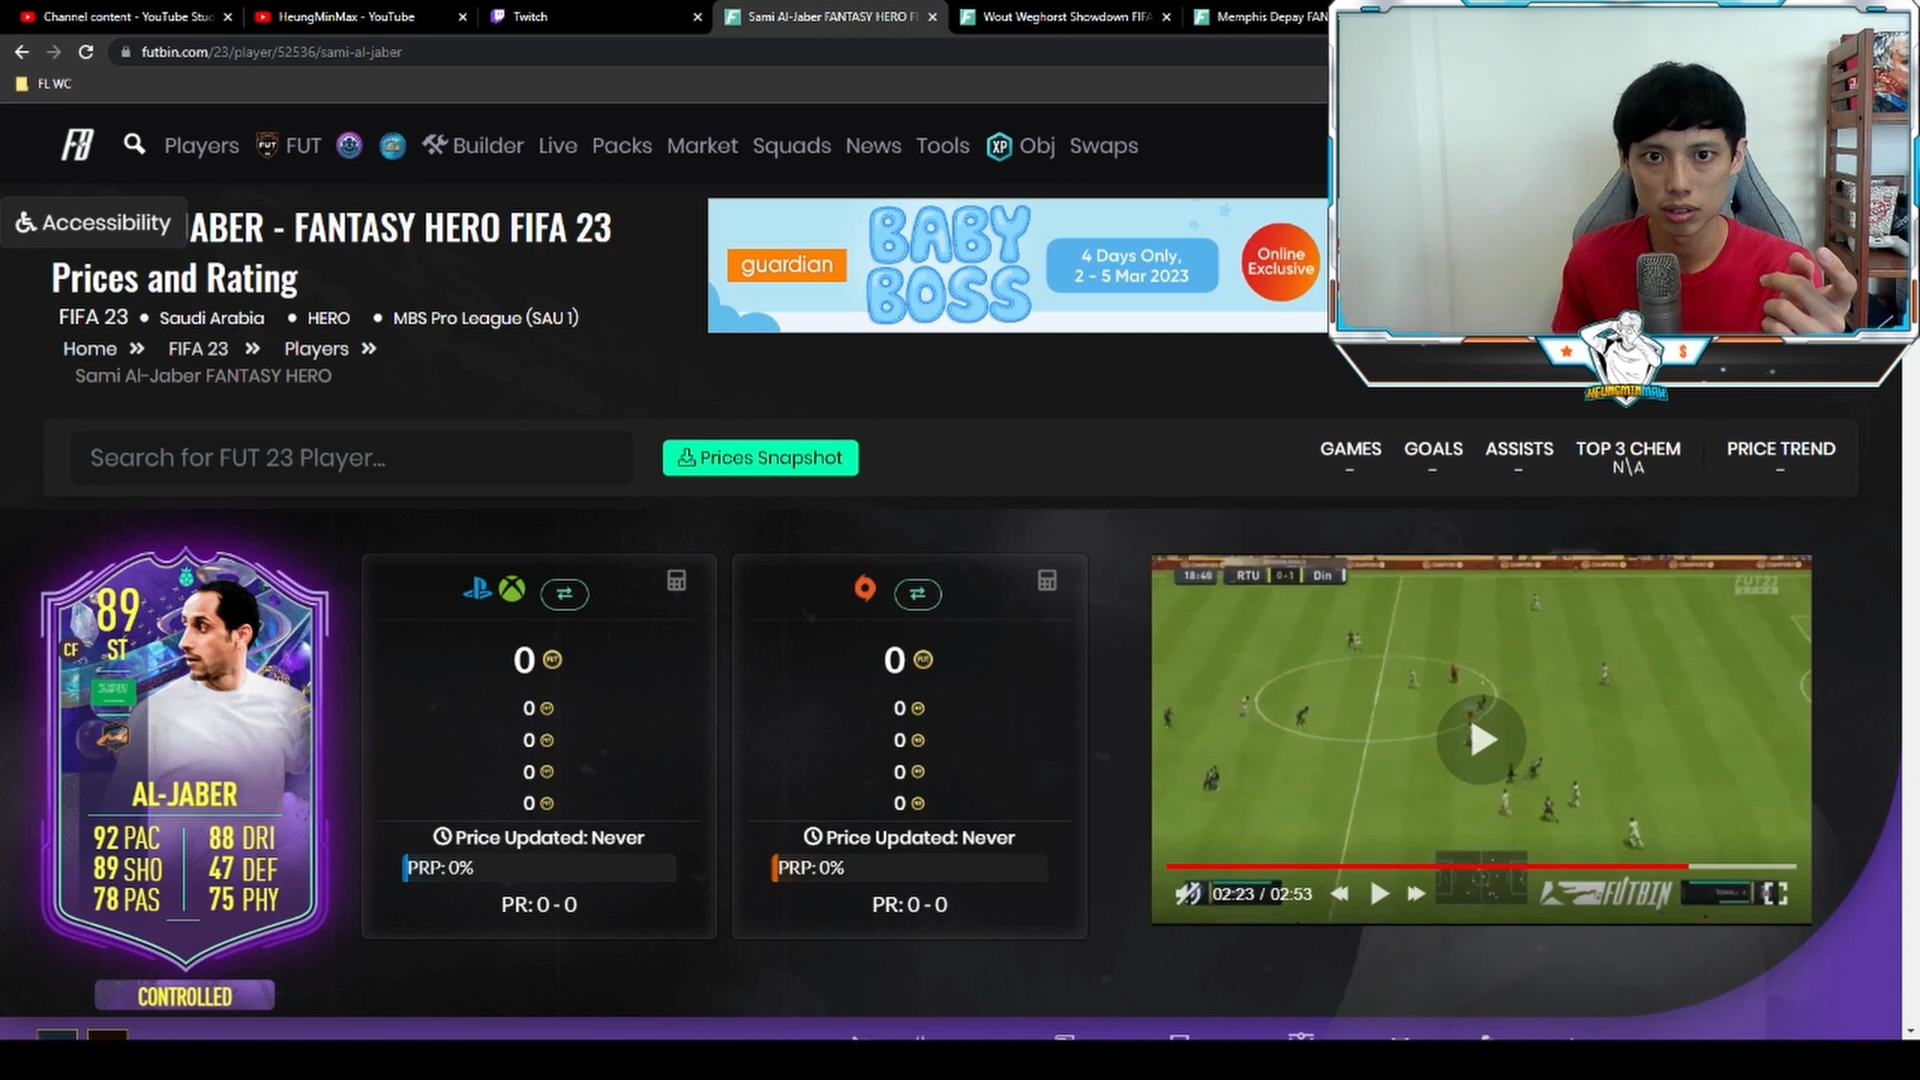 Channel content - YouTube Stud
HeungMinMax - YouTube
Twitch
Sami Al-Jaber FANTASY HERO FI
Wout Weghorst Showdown FIFA
Memphis Depay FAN
futbin.com/23/player/52536/sami-al-jaber
FL WC
Players FUT Builder Live Packs Market Squads News Tools XP Obj Swaps
Accessibility
ABER - FANTASY HERO FIFA 23
Prices and Rating
FIFA 23 • Saudi Arabia • HERO • MBS Pro League (SAU 1)
Home » FIFA 23 » Players »
Sami Al-Jaber FANTASY HERO
guardian
BABY
BOSS
4 Days Only,
2 - 5 Mar 2023
Online
Exclusive
HEUNGMINMAX
Search for FUT 23 Player...
Prices Snapshot
GAMES
-
GOALS
-
ASSISTS
-
TOP 3 CHEM
N\A
PRICE TREND
-
89
ST
CF
AL-JABER
92 PAC 88 DRI
89 SHO 47 DEF
78 PAS 75 PHY
CONTROLLED
0
0
0
0
0
Price Updated: Never
PRP: 0%
PR: 0 - 0
0
0
0
0
0
Price Updated: Never
PRP: 0%
PR: 0 - 0
18:46 RTU 0-1 Din
FUT23
02:23 / 02:53
FUTBIN